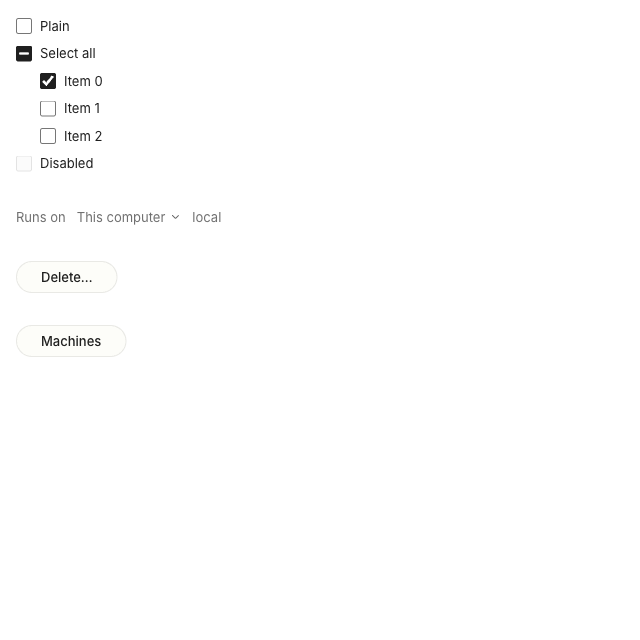 Plain
Select all
Item 0
Item 1
Item 2
Disabled
Runs on This computer local
Delete...
Machines